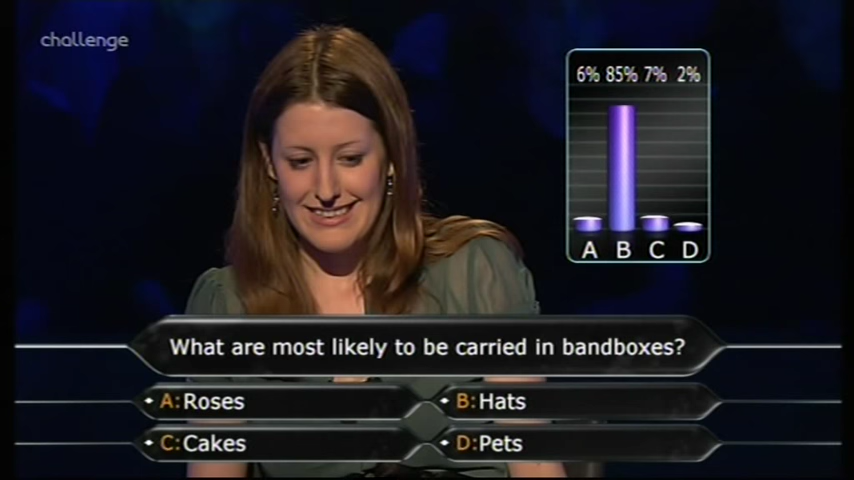 challenge
6% 85% 7% 2%
A B C D
What are most likely to be carried in bandboxes?
A: Roses
B: Hats
C: Cakes
D: Pets